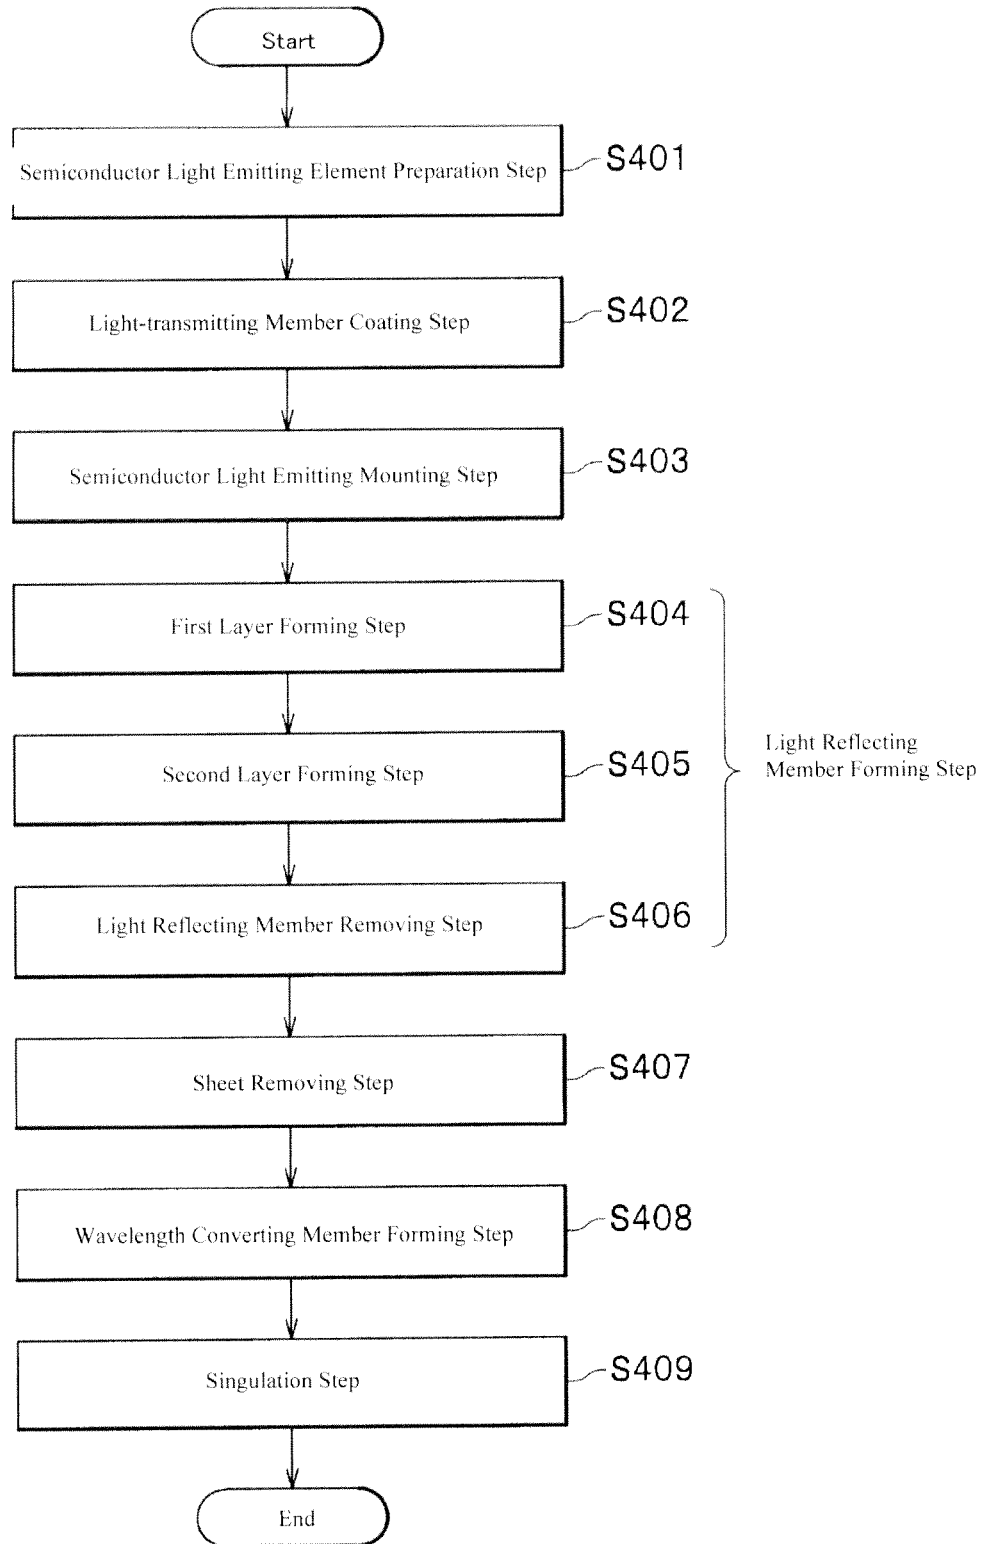 Start
Semiconductor Light Emitting Element Preparation Step
S401
Light-transmitting Member Coating Step
S402
Semiconductor Light Emitting Mounting Step
S403
First Layer Forming Step
S404
Second Layer Forming Step
S405
Light Reflecting
Member Forming Step
Light Reflecting Member Removing Step
S406
Sheet Removing Step
S407
Wavelength Converting Member Forming Step
S408
Singulation Step
S409
End